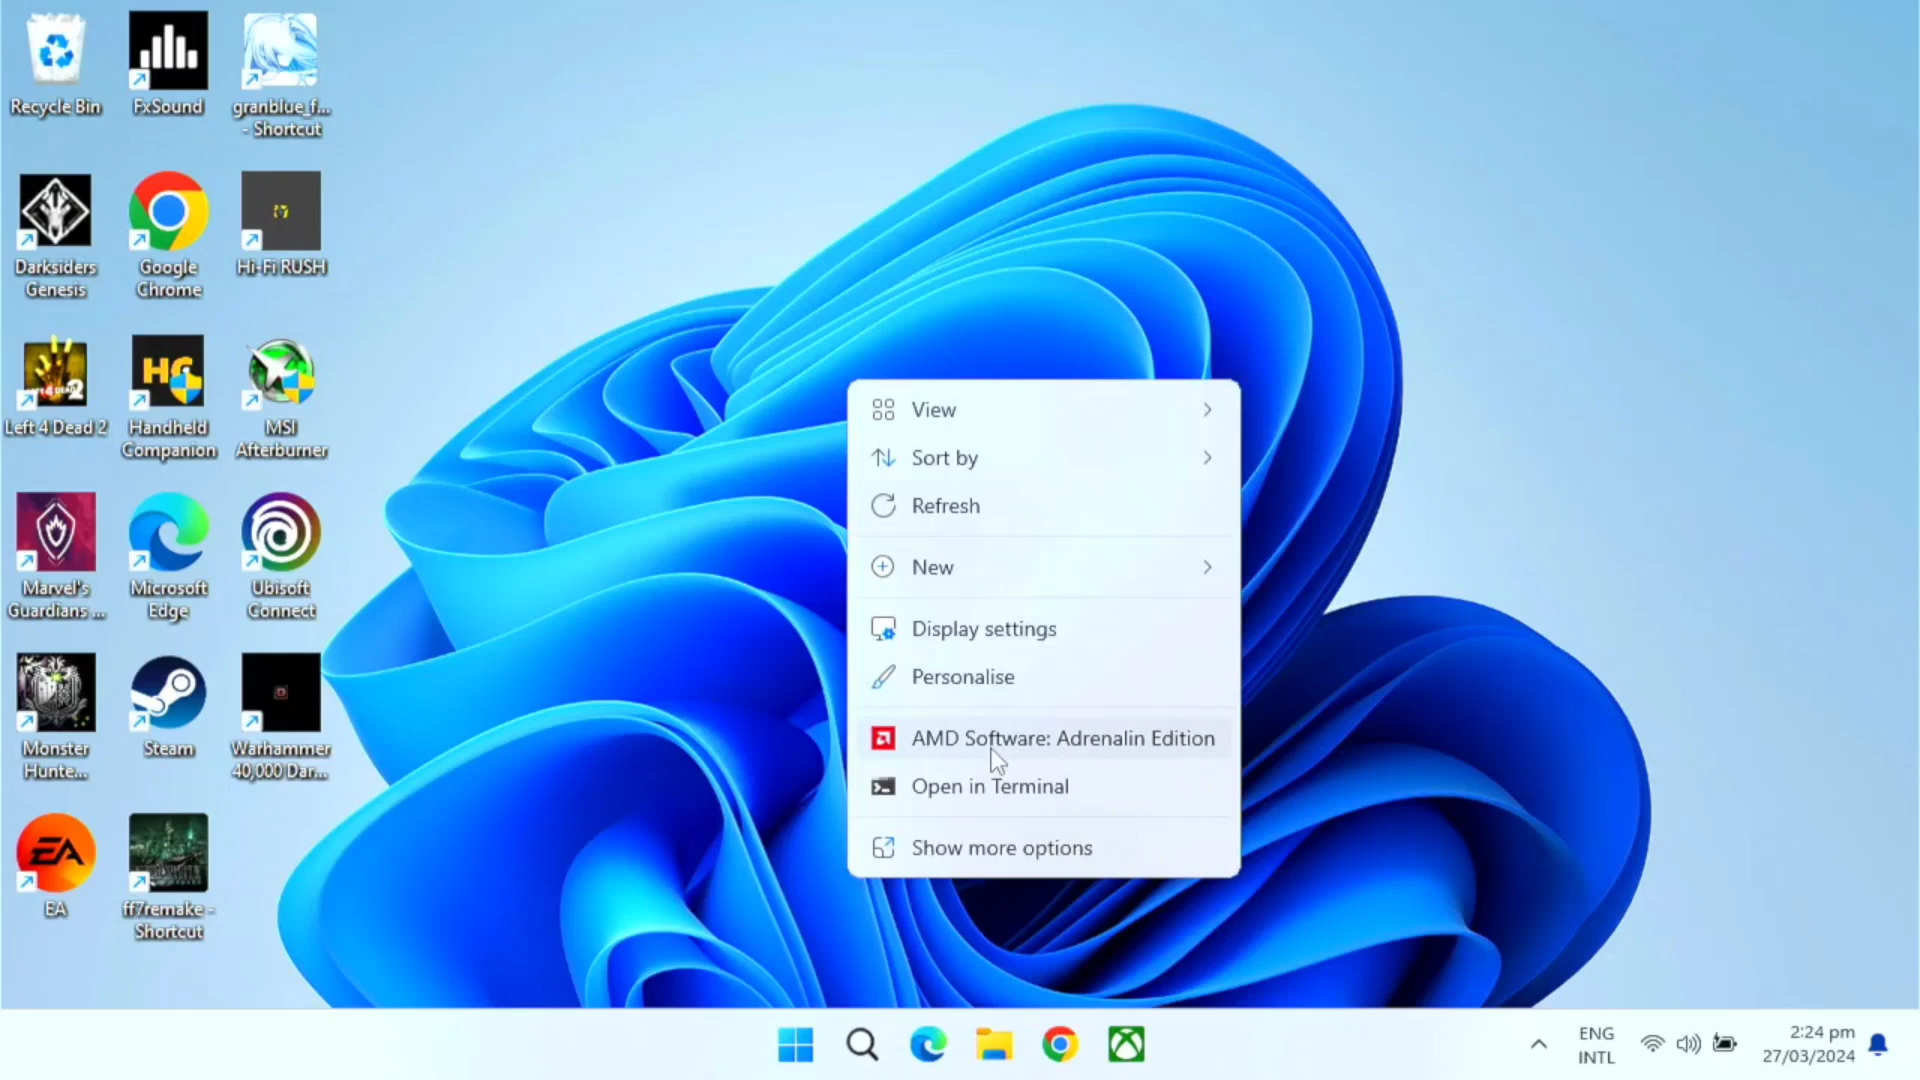 Recycle Bin
FxSound
granblue_f...
- Shortcut
Darksiders
Genesis
Google
Chrome
Hi-Fi RUSH
Left 4 Dead 2
HC
Handheld
Companion
MSI
Afterburner
Marvel's
Guardians ...
Microsoft
Edge
Ubisoft
Connect
Monster
Hunte...
Steam
Warhammer
40,000 Dar...
EA
EA
ff7remake -
Shortcut
View
Sort by
Refresh
New
Display settings
Personalise
AMD Software: Adrenalin Edition
Open in Terminal
Show more options
ENG
INTL
2:24 pm
27/03/2024